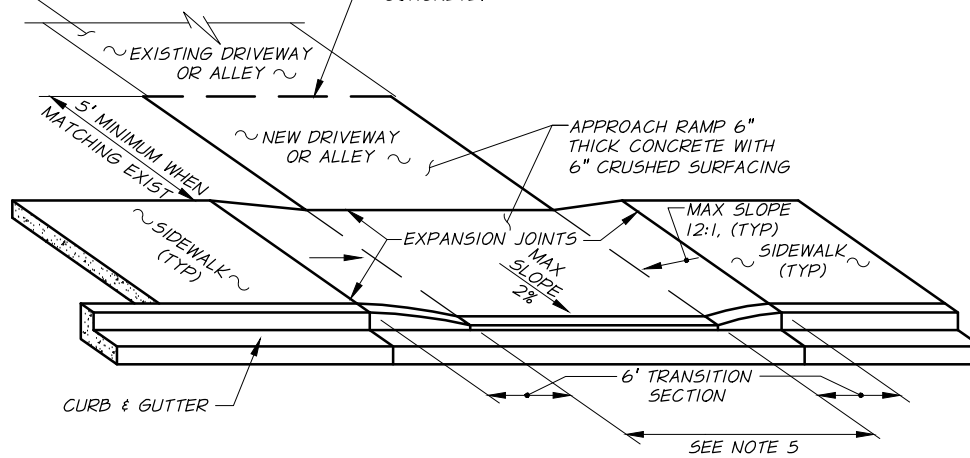 ~ EXISTING DRIVEWAY
OR ALLEY ~
5' MINIMUM WHEN
MATCHING EXIST
~ NEW DRIVEWAY
OR ALLEY ~
APPROACH RAMP 6"
THICK CONCRETE WITH
6" CRUSHED SURFACING
~ SIDEWALK ~
(TYP)
EXPANSION JOINTS
MAX SLOPE
12:1, (TYP)
~ SIDEWALK ~
(TYP)
MAX
SLOPE
2%
6' TRANSITION
SECTION
CURB & GUTTER
SEE NOTE 5